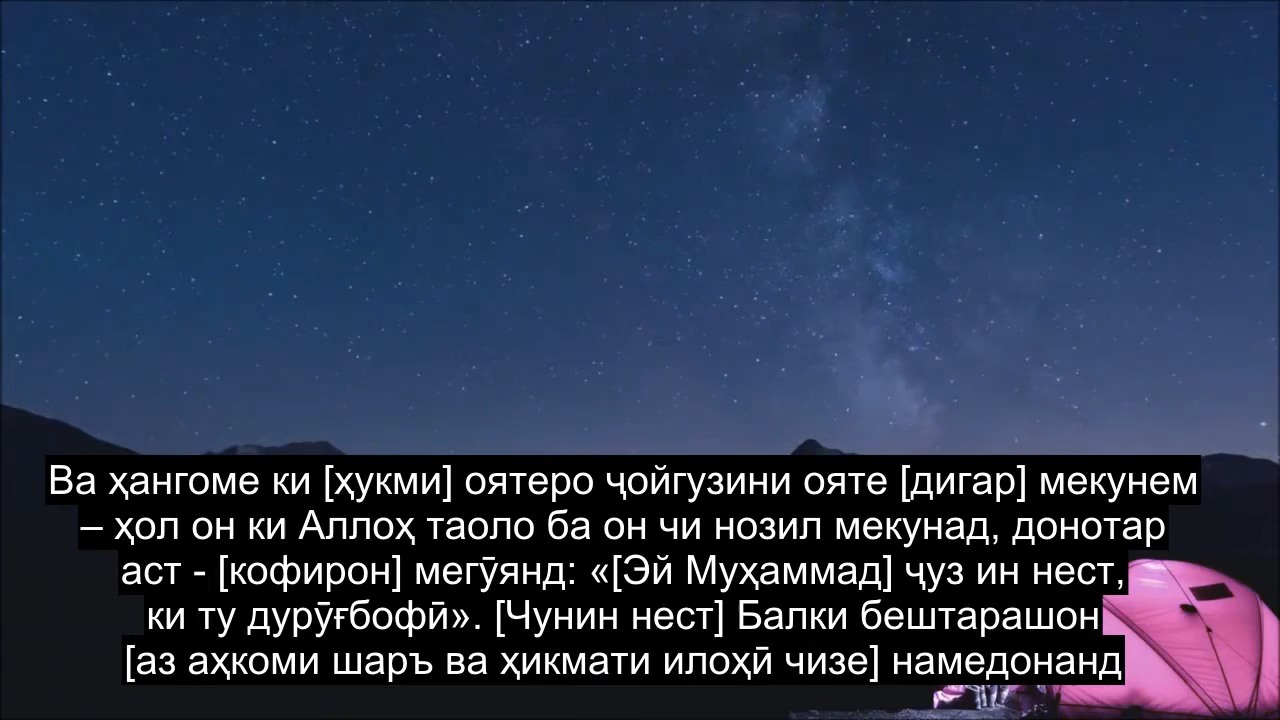 Ва ҳангоме ки [ҳукми] оятеро ҷойгузини ояте [дигар] мекунем
– ҳол он ки Аллоҳ таоло ба он чи нозил мекунад, донотар
аст - [кофирон] мегӯянд: «[Эй Муҳаммад] ҷуз ин нест,
ки ту дурӯғбофӣ». [Чунин нест] Балки бештарашон
[аз аҳкоми шаръ ва ҳикмати илоҳӣ чизе] намедонанд